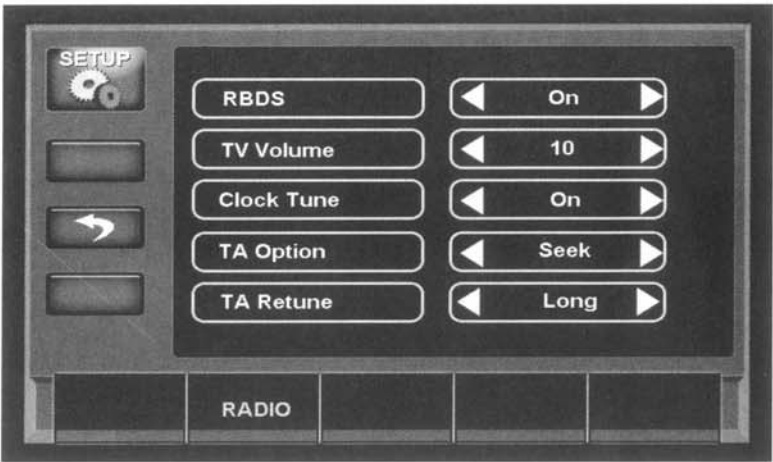 SETUP
RBDS On
TV Volume 10
Clock Tune On
TA Option Seek
TA Retune Long
RADIO